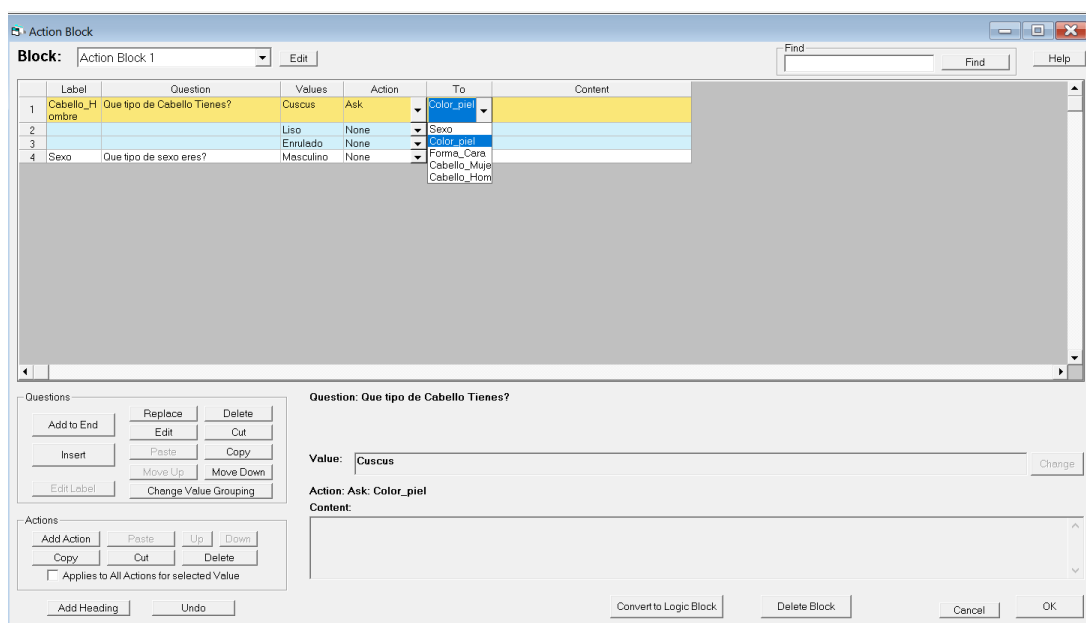 Action Block
Block: Action Block 1 Edit Find Find Help
Label Question Values Action To Content
1 Cabello_H Que tipo de Cabello Tienes? Cuscus Ask Color_piel
ombre
2 Liso None Sexo
3 Enrulado None Color_piel
4 Sexo Que tipo de sexo eres? Masculino None Forma_Cara
Cabello_Muje
Cabello_Hom
Questions
Add to End Replace Delete
Edit Cut
Insert Paste Copy
Move Up Move Down
Edit Label Change Value Grouping
Question: Que tipo de Cabello Tienes?
Value: Cuscus Change
Action: Ask: Color_piel
Content:
Actions
Add Action Paste Up Down
Copy Cut Delete
Applies to All Actions for selected Value
Add Heading Undo
Convert to Logic Block Delete Block Cancel OK